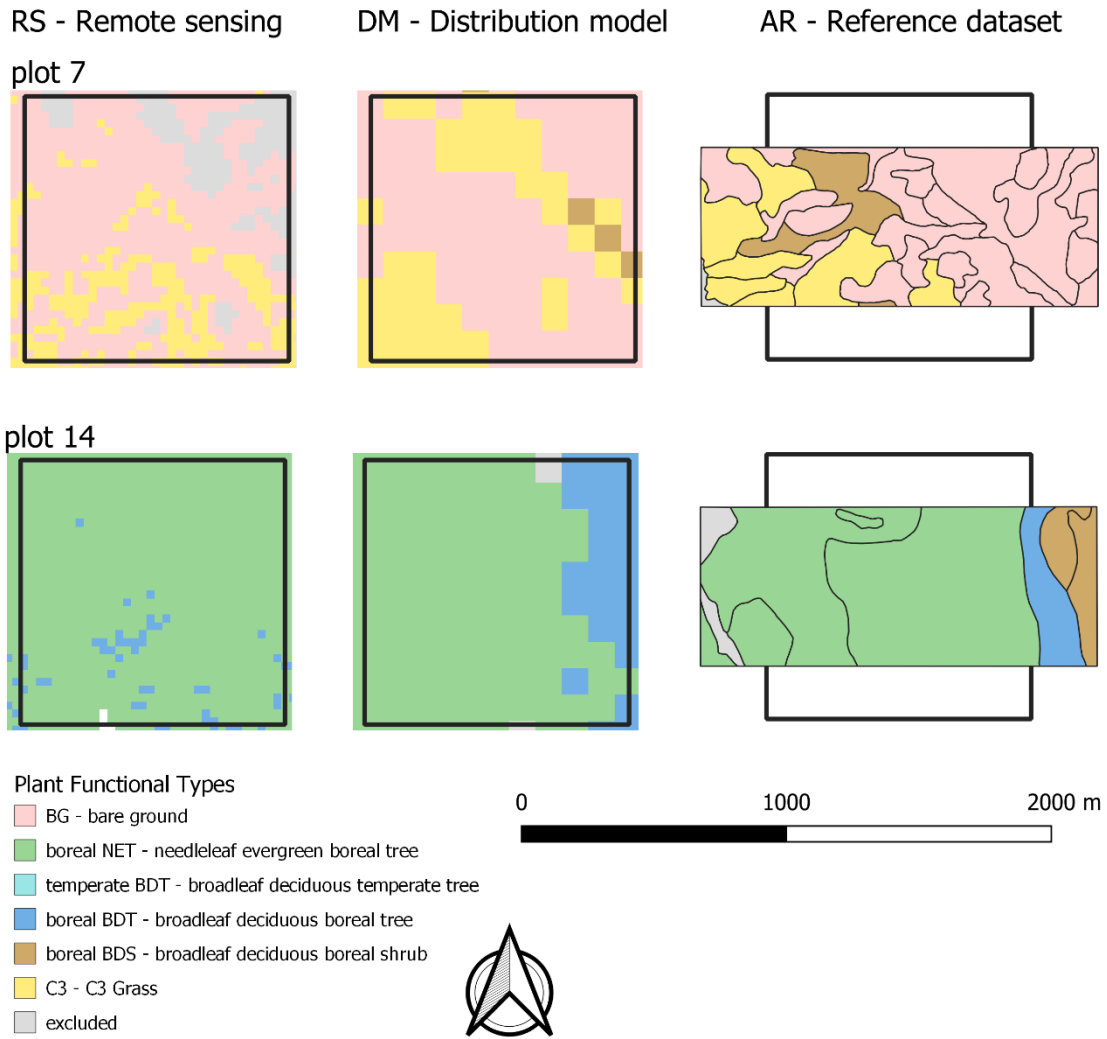 RS - Remote sensing
DM - Distribution model
AR - Reference dataset
plot 7
plot 14
Plant Functional Types
BG - bare ground
boreal NET - needleleaf evergreen boreal tree
temperate BDT - broadleaf deciduous temperate tree
boreal BDT - broadleaf deciduous boreal tree
boreal BDS - broadleaf deciduous boreal shrub
C3 - C3 Grass
excluded
0 1000 2000 m